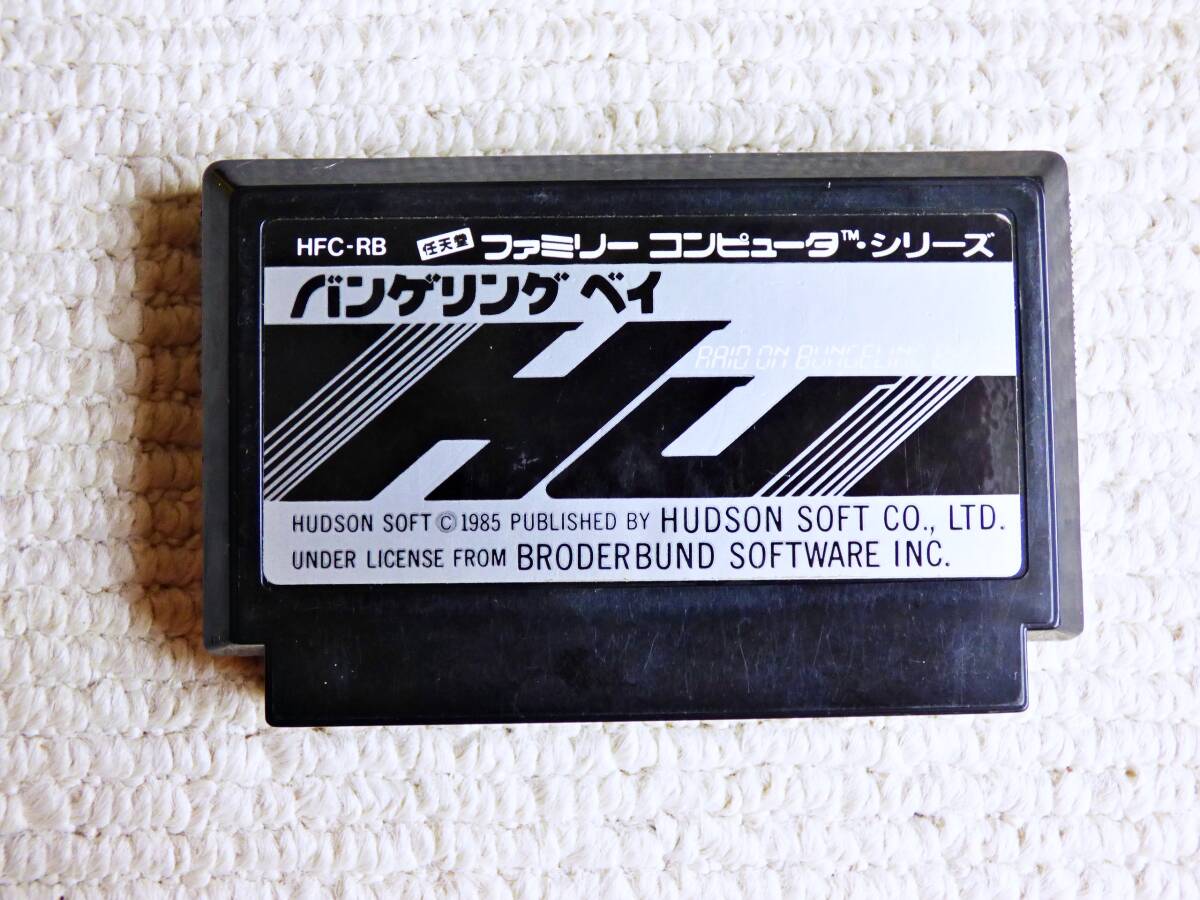 HFC-RB 任天堂 ファミリー コンピュータ™・シリーズ
バンゲリング ベイ
RAID ON BUNGELING
HU
HUDSON SOFT © 1985 PUBLISHED BY HUDSON SOFT CO., LTD.
UNDER LICENSE FROM BRODERBUND SOFTWARE INC.